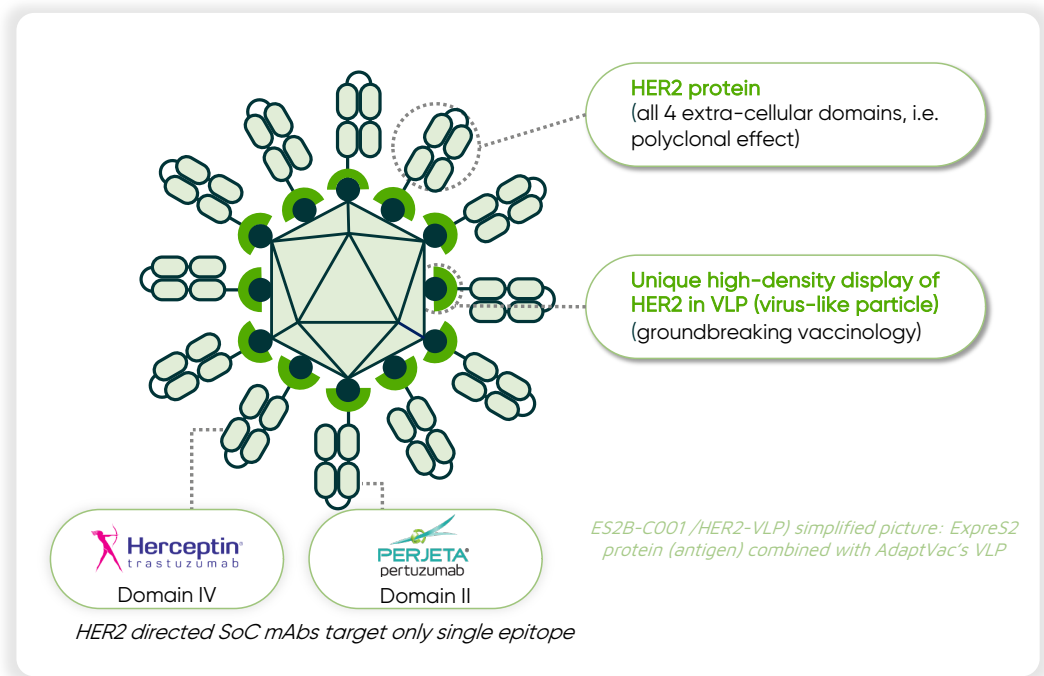 HER2 protein
(all 4 extra-cellular domains, i.e.
polyclonal effect)
Unique high-density display of
HER2 in VLP (virus-like particle)
(groundbreaking vaccinology)
Herceptin®
trastuzumab
Domain IV
PERJETA®
pertuzumab
Domain II
ES2B-C001 /HER2-VLP) simplified picture: ExpreS2
protein (antigen) combined with AdaptVac's VLP
HER2 directed SoC mAbs target only single epitope